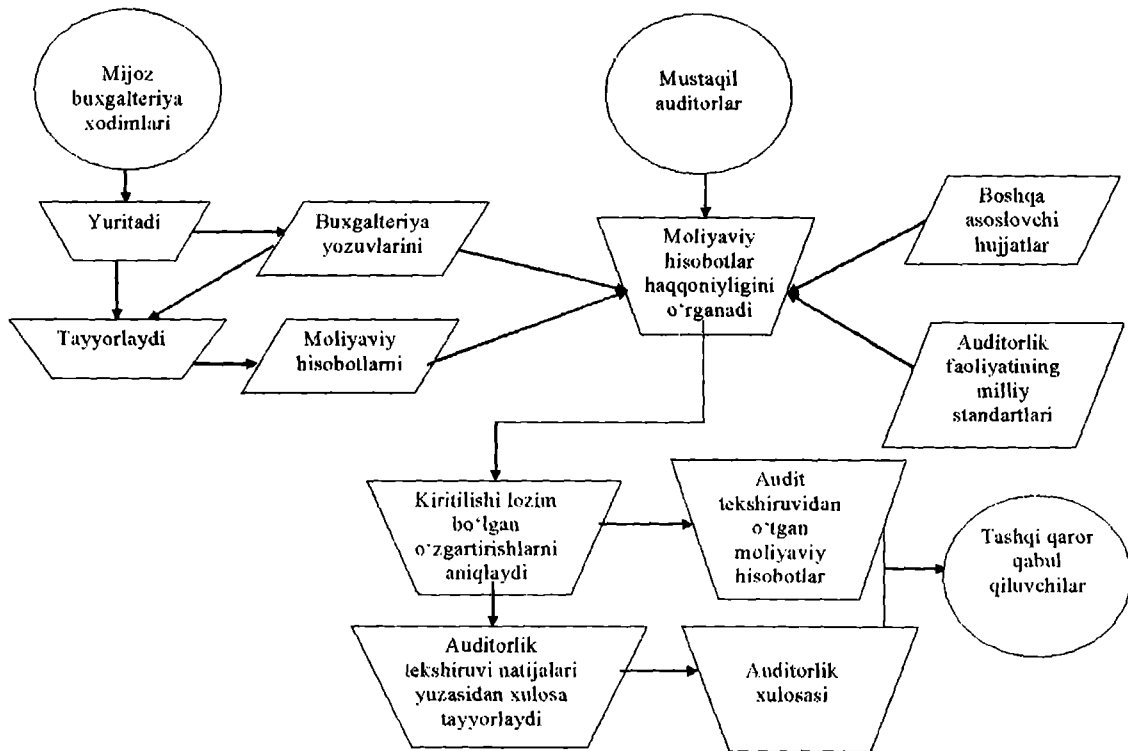 Mijoz
buxgalteriya
xodimlari
Mustaqil
auditorlar
Yuritadi
Buxgalteriya
yozuvlarini
Moliyaviy
hisobotlar
haqqoniyligini
o‘rganadi
Boshqa
asoslovchi
hujjatlar
Tayyorlaydi
Moliyaviy
hisobotlarni
Auditorlik
faoliyatining
milliy
standartlari
Kiritilishi lozim
bo‘lgan
o‘zgartirishlarni
aniqlaydi
Audit
tekshiruvidan
o‘tgan
moliyaviy
hisobotlar
Tashqi qaror
qabul
qiluvchilar
Auditorlik
tekshiruvi natijalari
yuzasidan xulosa
tayyorlaydi
Auditorlik
xulosasi